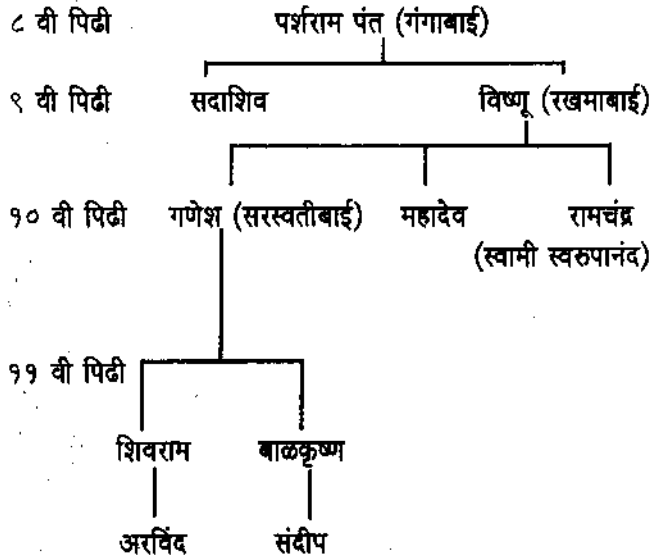 ८ वी पिढी पर्शराम पंत (गंगाबाई)
९ वी पिढी सदाशिव विष्णू (रखमाबाई)
१० वी पिढी गणेश (सरस्वतीबाई) महादेव रामचंद्र
(स्वामी स्वरुपानंद)
११ वी पिढी
शिवराम बाळकृष्ण
अरविंद संदीप